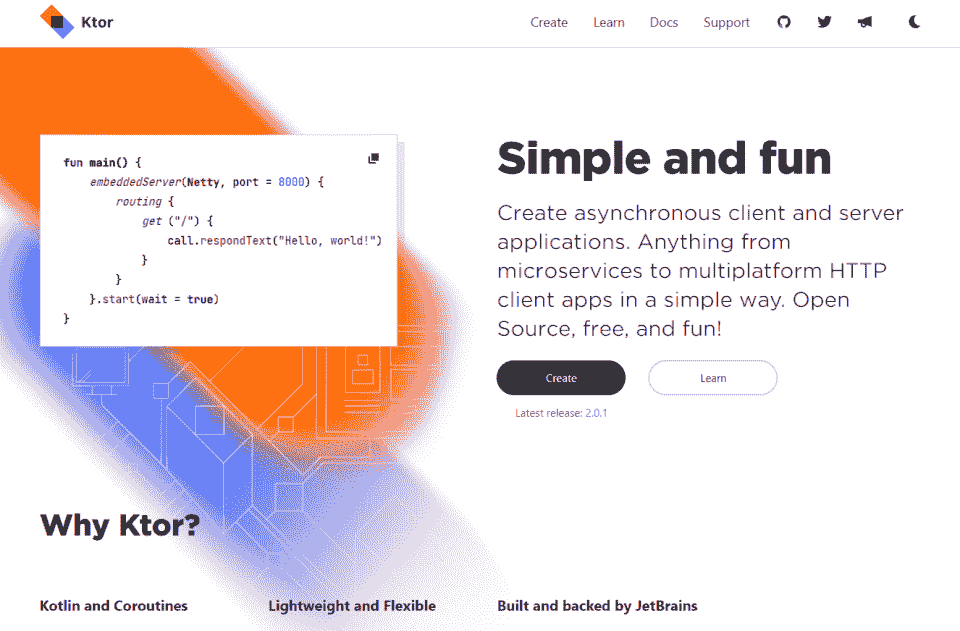 Ktor
Create Learn Docs Support
fun main() {
embeddedServer(Netty, port = 8000) {
routing {
get ("/") {
call.respondText("Hello, world!")
}
}
}.start(wait = true)
}
Simple and fun
Create asynchronous client and server
applications. Anything from
microservices to multiplatform HTTP
client apps in a simple way. Open
Source, free, and fun!
Create Learn
Latest release: 2.0.1
Why Ktor?
Kotlin and Coroutines
Lightweight and Flexible
Built and backed by JetBrains